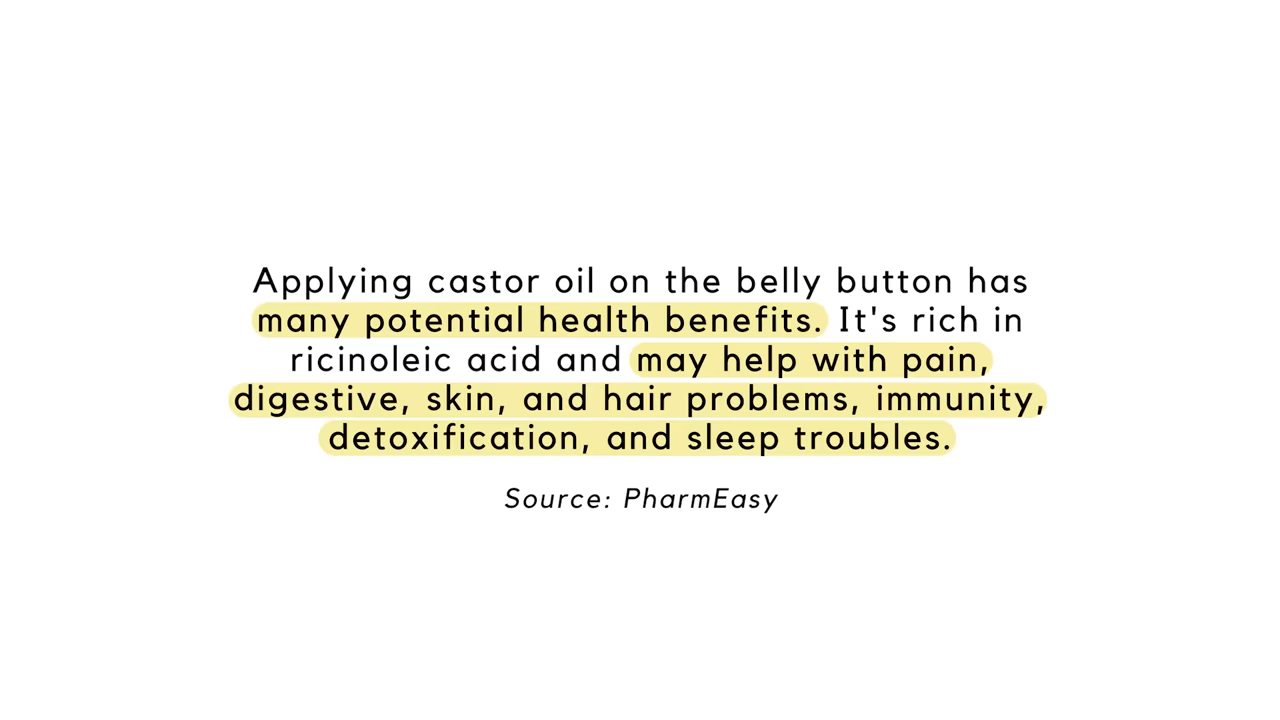 Applying castor oil on the belly button has
many potential health benefits. It's rich in
ricinoleic acid and may help with pain,
digestive, skin, and hair problems, immunity,
detoxification, and sleep troubles.
Source: PharmEasy